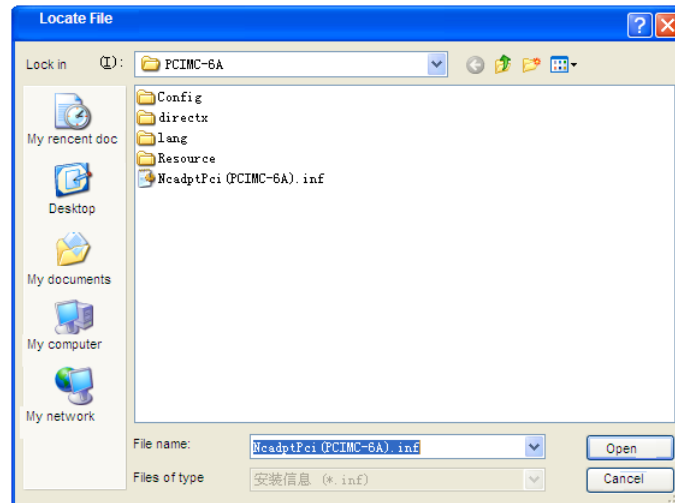 Locate File
Lock in (I): PCIMC-6A
Config
directx
lang
Resource
NcadptPci(PCIMC-6A).inf
My rencent doc
Desktop
My documents
My computer
My network
File name: NcadptPci(PCIMC-6A).inf Open
Files of type 安装信息 (*.inf) Cancel